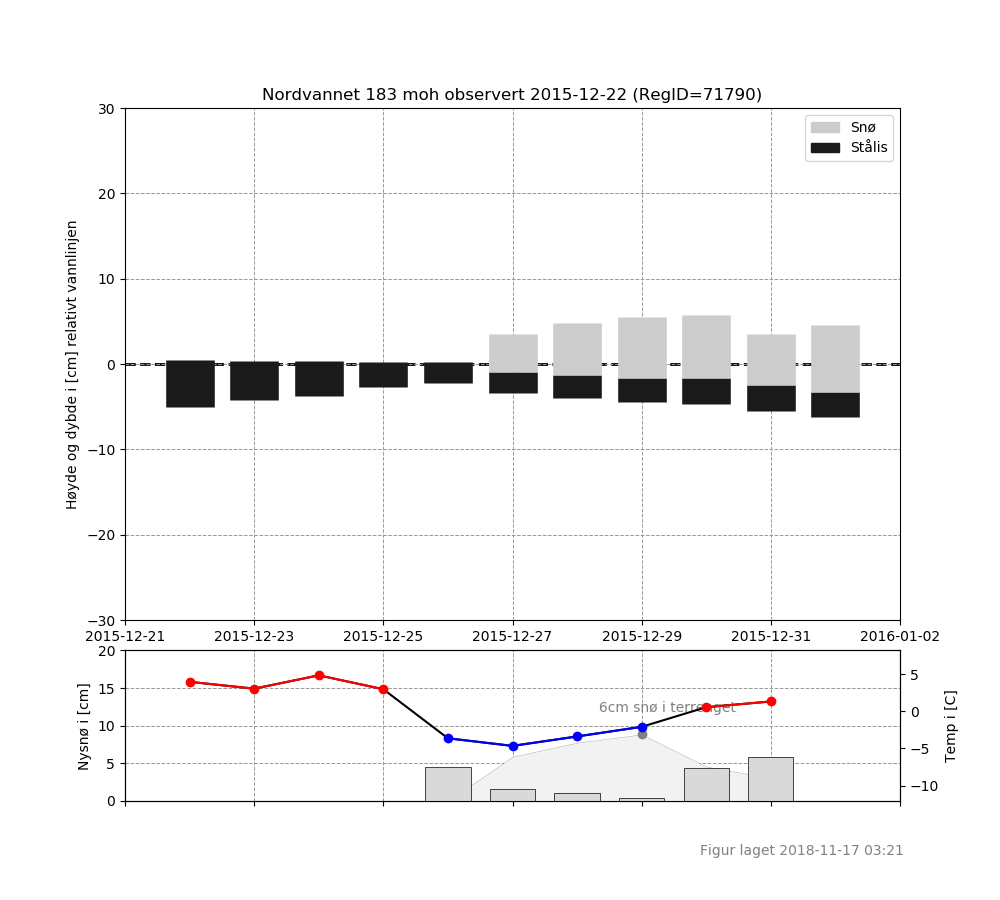 Nordvannet 183 moh observert 2015-12-22 (RegID=71790)
Snø
Stålis
Høyde og dybde i [cm] relativt vannlinjen
30
20
10
0
−10
−20
−30
2015-12-21 2015-12-23 2015-12-25 2015-12-27 2015-12-29 2015-12-31 2016-01-02
Nysnø i [cm]
20
15
10
5
0
6cm snø i terrenget
5
0
−5
−10
Temp i [C]
Figur laget 2018-11-17 03:21